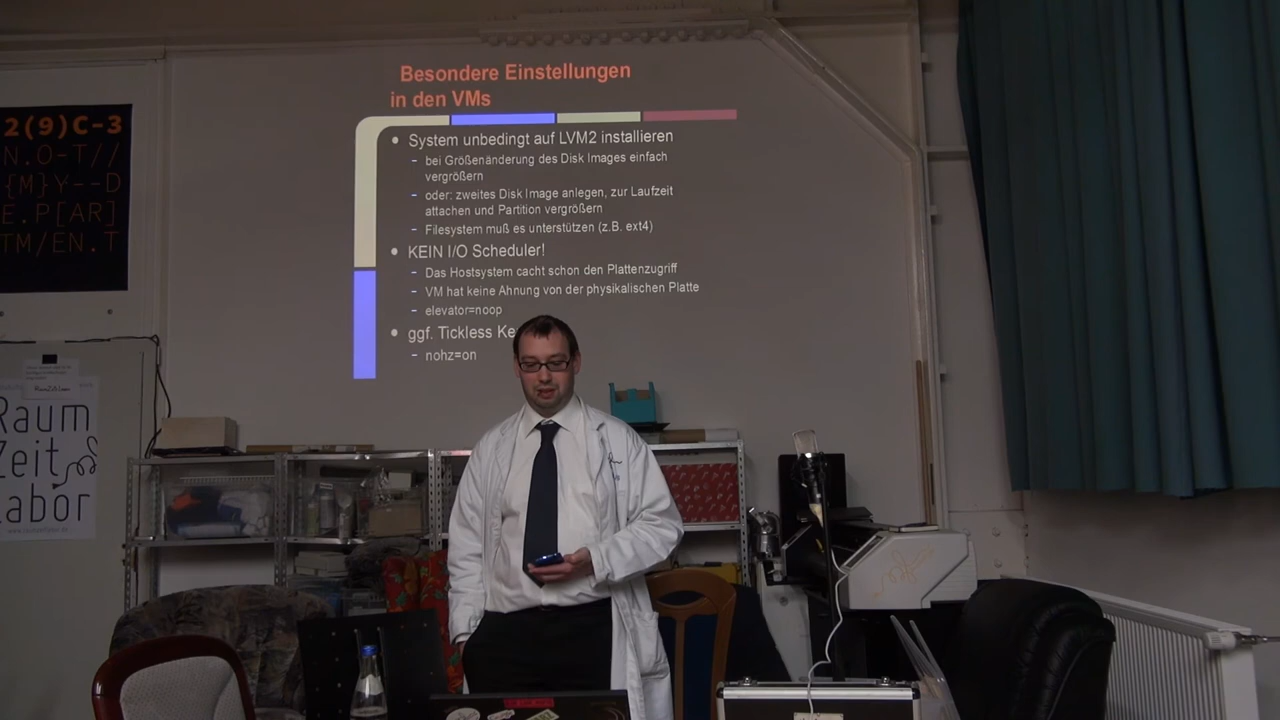 Besondere Einstellungen
in den VMs
System unbedingt auf LVM2 installieren
- bei Größenänderung des Disk Images einfach
vergrößern
- oder: zweites Disk Image anlegen, zur Laufzeit
attachen und Partition vergrößern
- Filesystem muß es unterstützen (z.B. ext4)
KEIN I/O Scheduler!
- Das Hostsystem cacht schon den Plattenzugriff
- VM hat keine Ahnung von der physikalischen Platte
- elevator=noop
ggf. Tickless Ke
- nohz=on
2(9)C-3
N.O-T//
{M}Y--D
E.P[AR]
TM/EN.T
Raum
Zeit
Labor